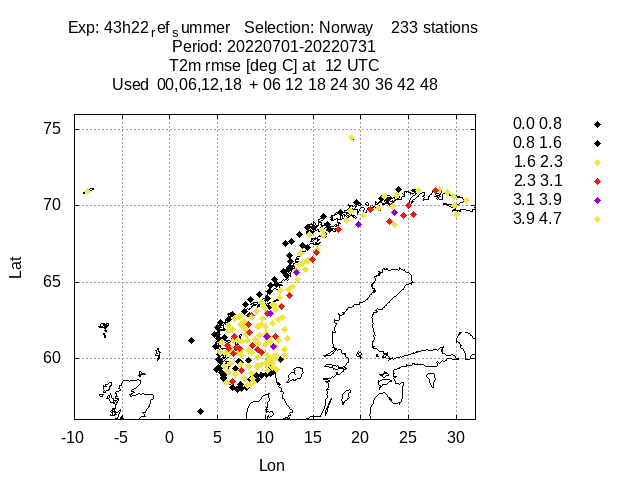 Exp: 43h22refsummer Selection: Norway 233 stations
Period: 20220701-20220731
T2m rmse [deg C] at 12 UTC
Used 00,06,12,18 + 06 12 18 24 30 36 42 48
0.0 0.8
0.8 1.6
1.6 2.3
2.3 3.1
3.1 3.9
3.9 4.7
75
70
65
60
Lat
-10 -5 0 5 10 15 20 25 30
Lon